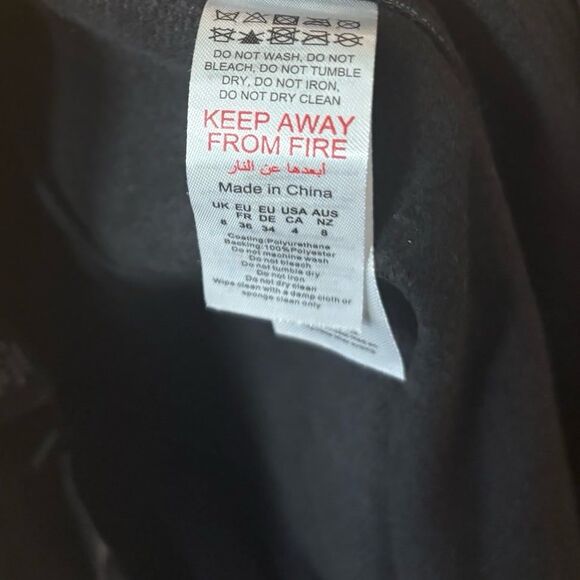 DO NOT WASH, DO NOT
BLEACH, DO NOT TUMBLE
DRY, DO NOT IRON,
DO NOT DRY CLEAN
KEEP AWAY
FROM FIRE
أبعدها عن النار
Made in China
UK EU EU USA AUS
FR DE CA NZ
8 36 34 4 8
Coating:Polyurethane
Backing:100%Polyester
Do not machine wash
Do not bleach
Do not tumble dry
Do not iron
Do not dry clean
Wipe clean with a damp cloth or
sponge clean only